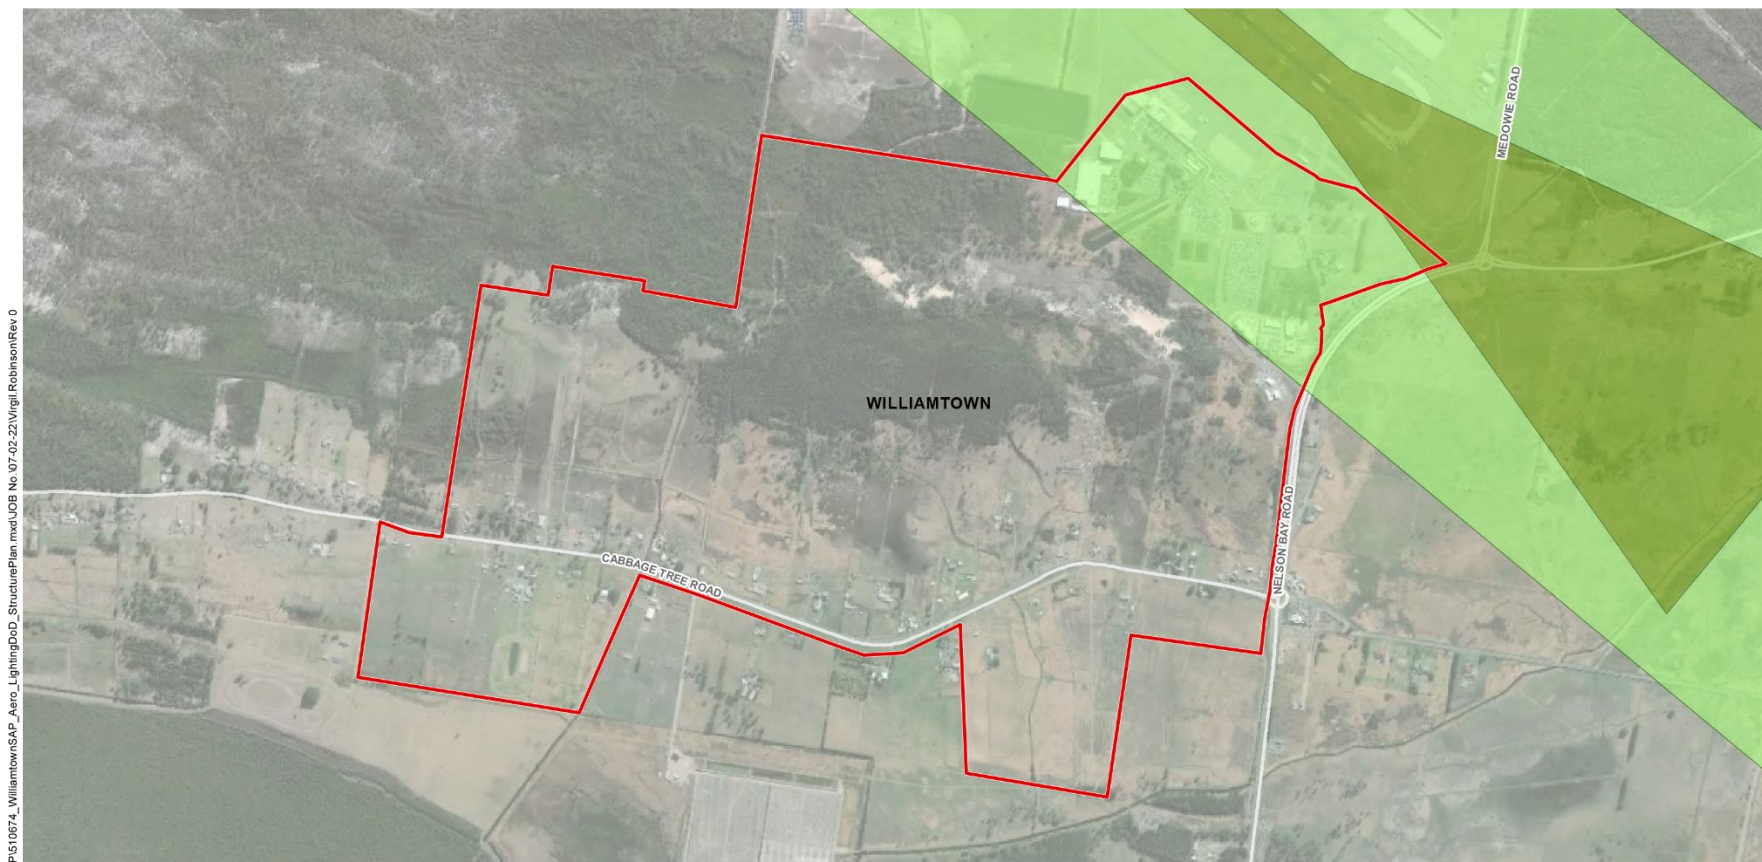 MEDOWIE ROAD
WILLIAMTOWN
NELSON BAY ROAD
CABBAGE TREE ROAD
P\510674_WilliamtownSAP_Aero_LightingDoD_StructurePlan.mxd\JOB No.\07-02-22\Virgil.Robinson\Rev 0